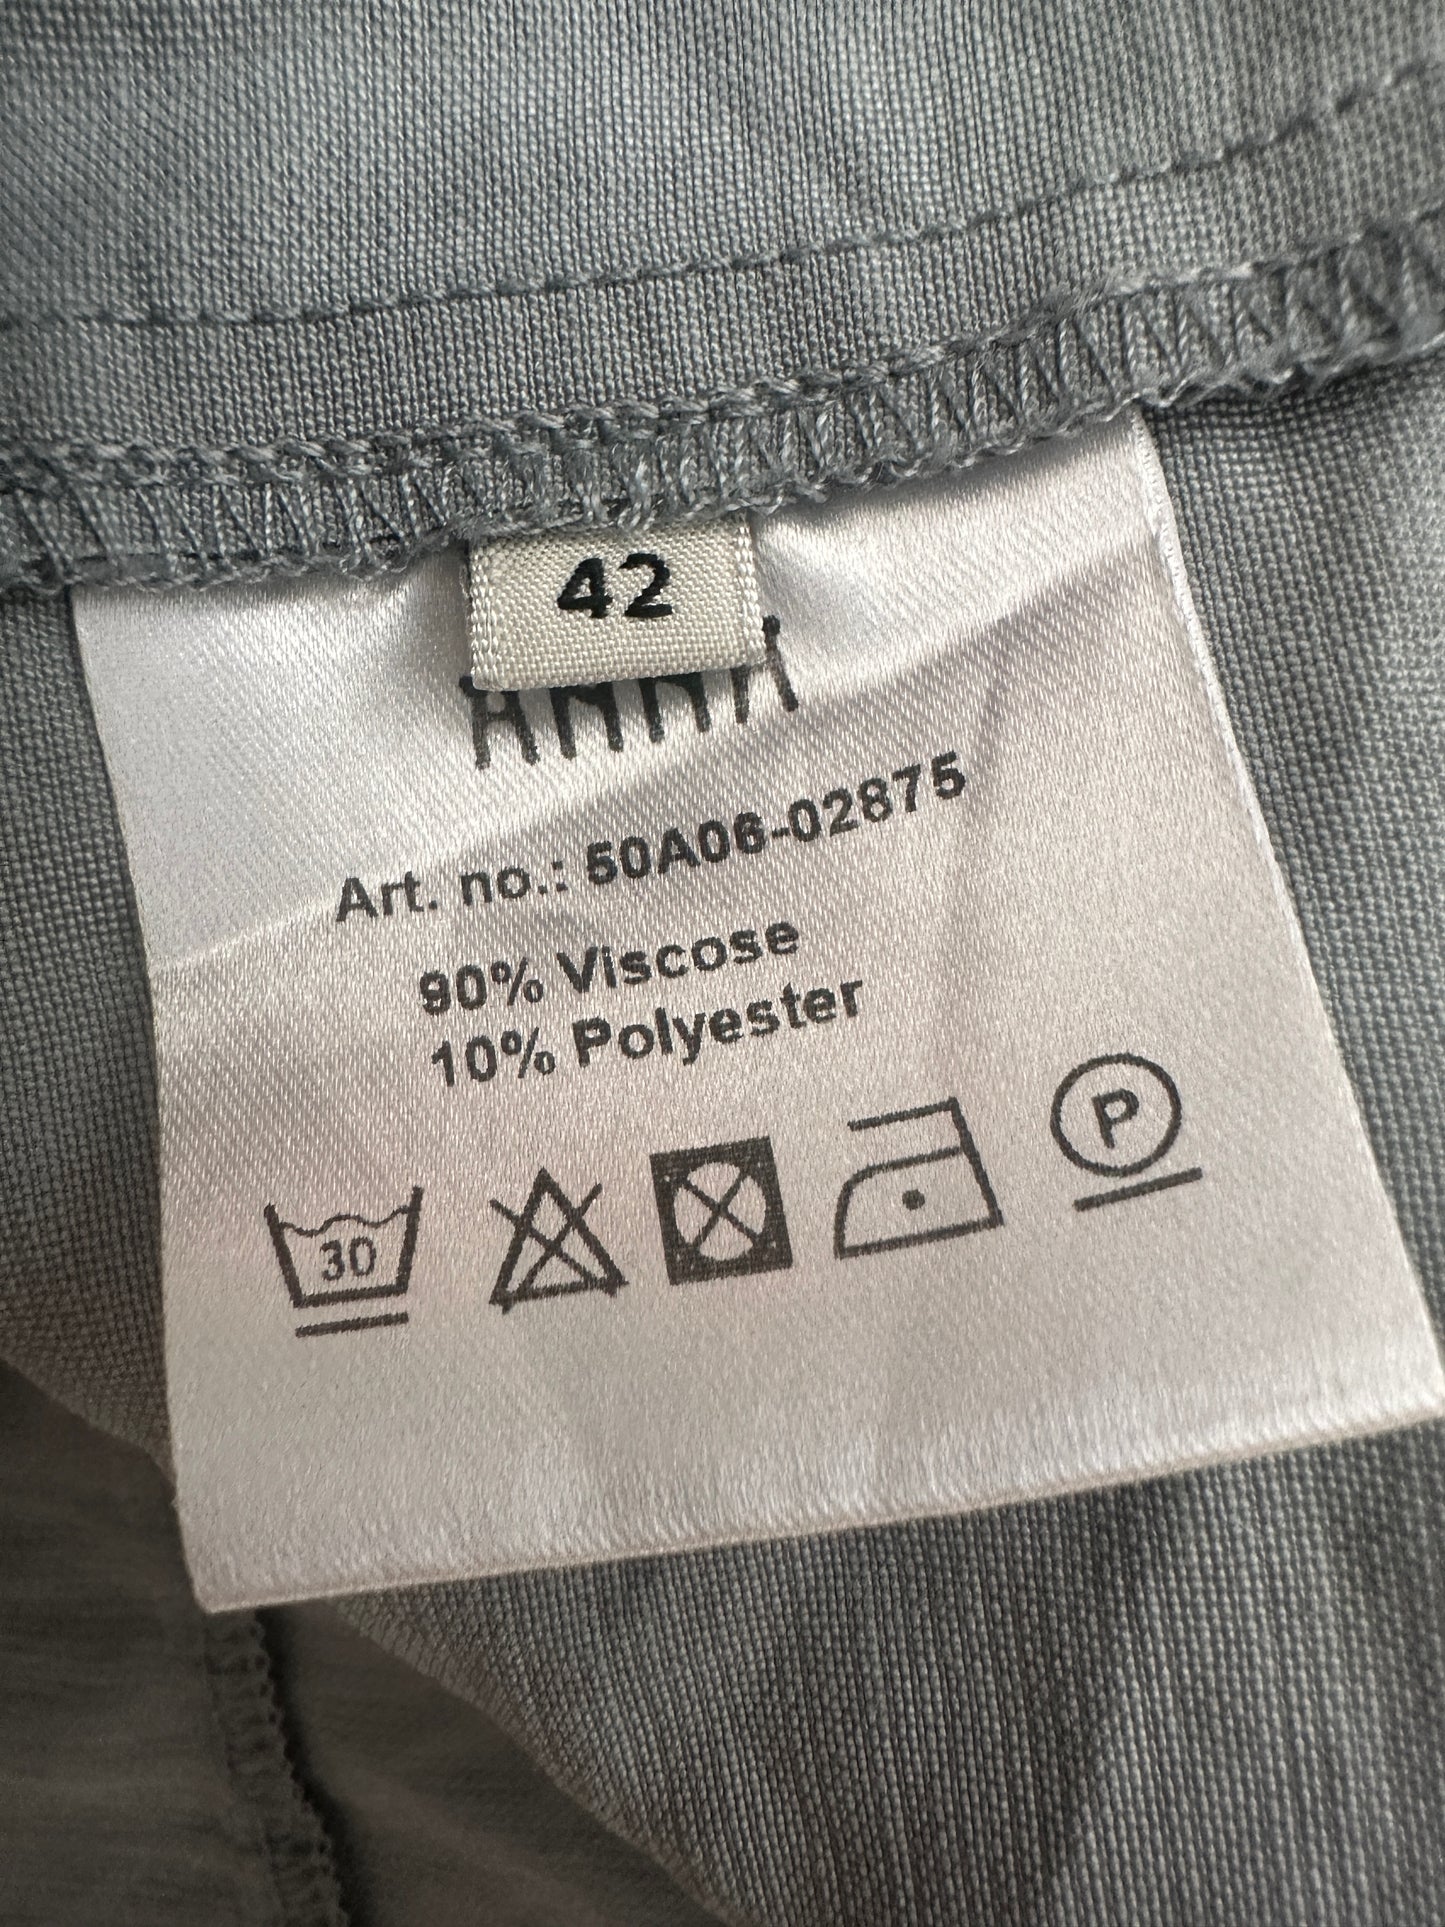 42
Art. no.: 50A06-02875
90% Viscose
10% Polyester
30
P